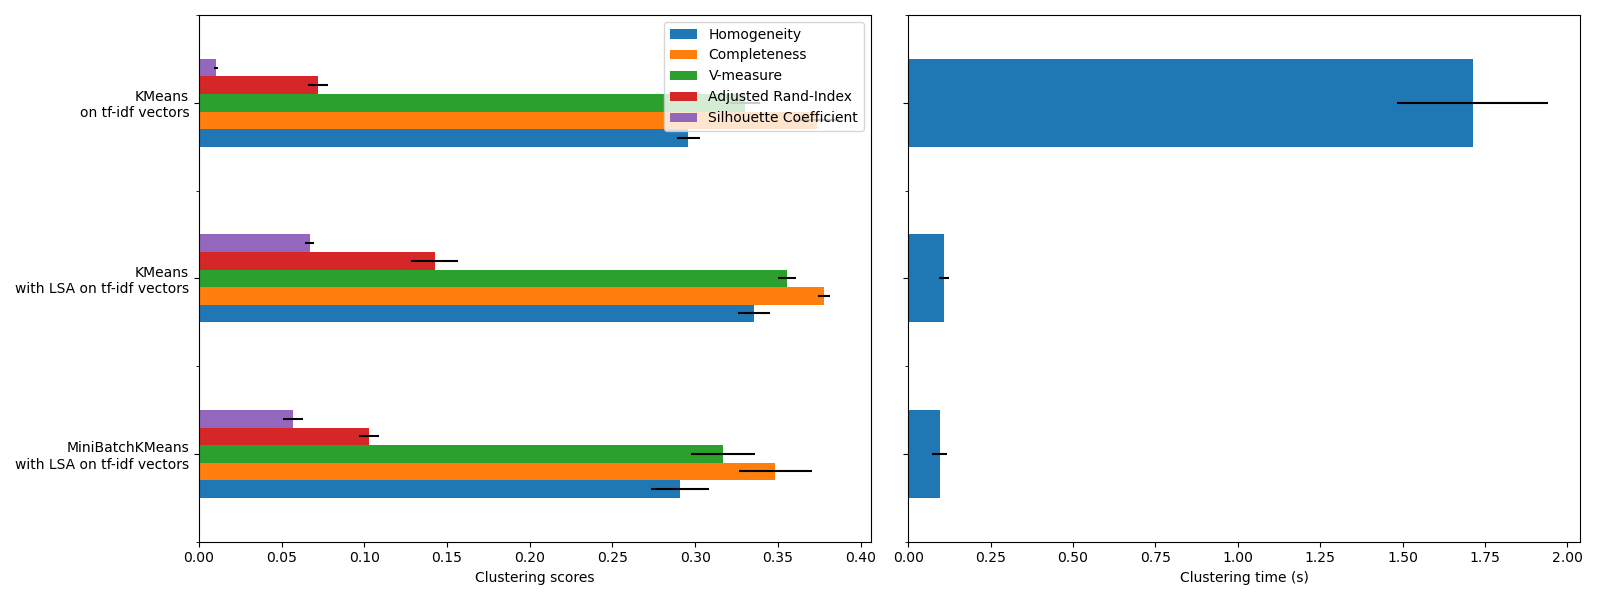 Homogeneity
Completeness
V-measure
Adjusted Rand-Index
Silhouette Coefficient
KMeans
on tf-idf vectors
KMeans
with LSA on tf-idf vectors
MiniBatchKMeans
with LSA on tf-idf vectors
0.00 0.05 0.10 0.15 0.20 0.25 0.30 0.35 0.40
Clustering scores
0.00 0.25 0.50 0.75 1.00 1.25 1.50 1.75 2.00
Clustering time (s)